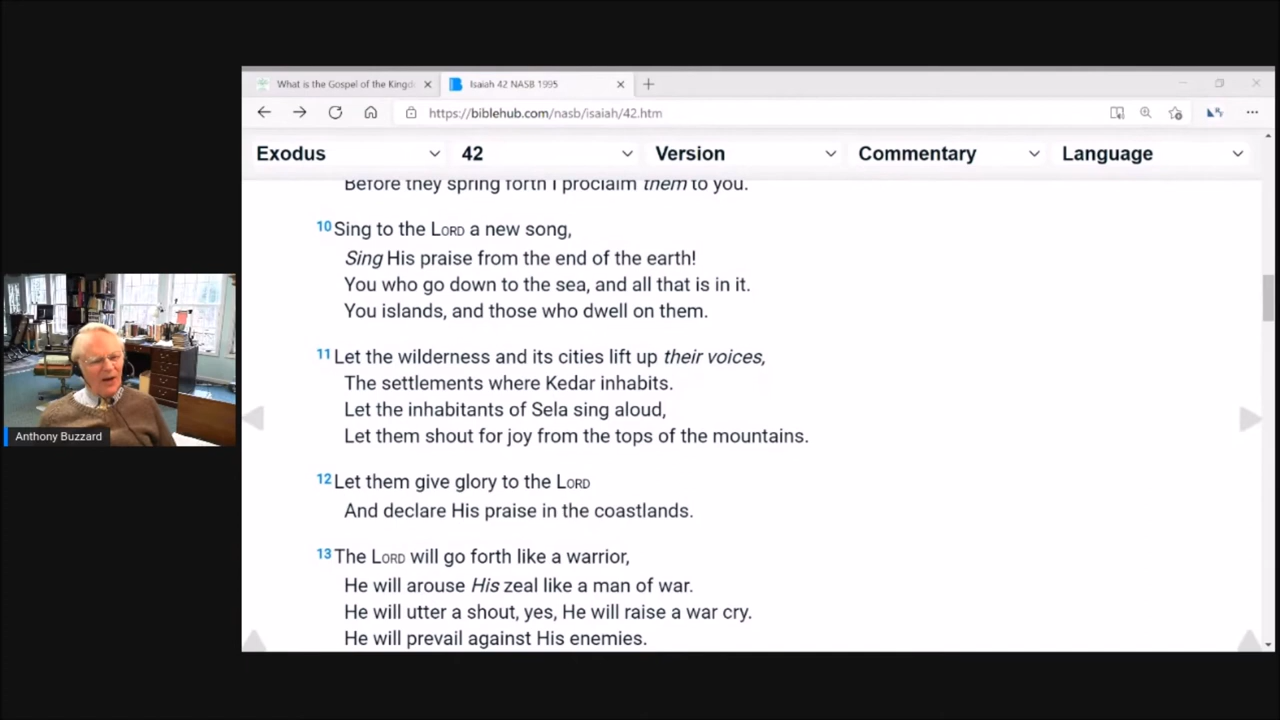 What is the Gospel of the Kingd
Isaiah 42 NASB 1995
https://biblehub.com/nasb/isaiah/42.htm
Exodus 42 Version Commentary Language
Before they spring forth I proclaim them to you.
10 Sing to the LORD a new song,
Sing His praise from the end of the earth!
You who go down to the sea, and all that is in it.
You islands, and those who dwell on them.
11 Let the wilderness and its cities lift up their voices,
The settlements where Kedar inhabits.
Let the inhabitants of Sela sing aloud,
Let them shout for joy from the tops of the mountains.
12 Let them give glory to the LORD
And declare His praise in the coastlands.
13 The LORD will go forth like a warrior,
He will arouse His zeal like a man of war.
He will utter a shout, yes, He will raise a war cry.
He will prevail against His enemies.
Anthony Buzzard